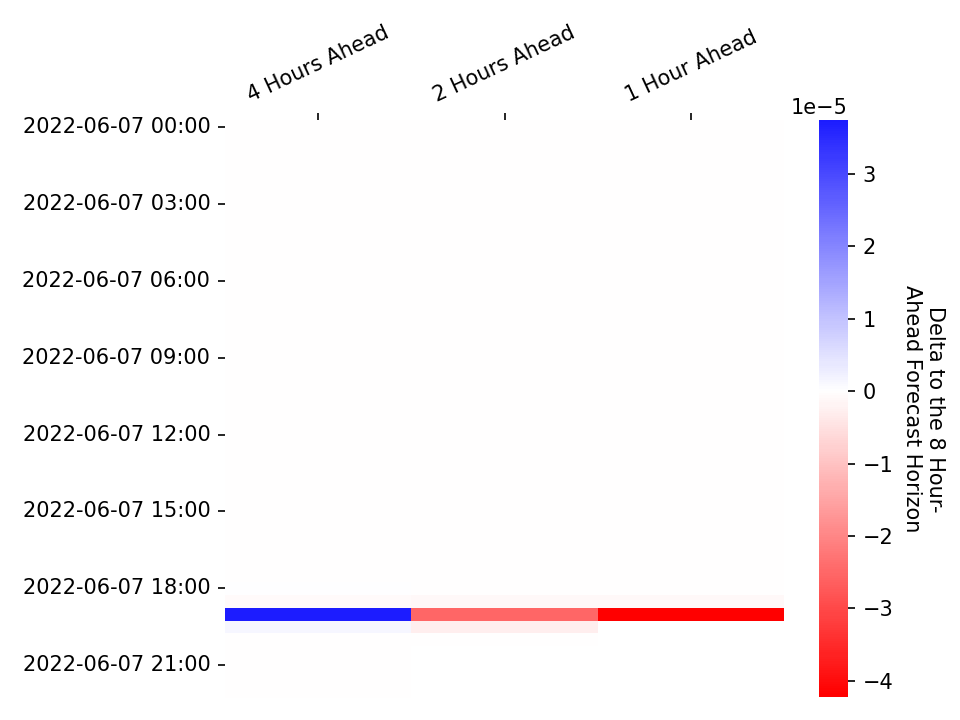 4 Hours Ahead
2 Hours Ahead
1 Hour Ahead
2022-06-07 00:00
2022-06-07 03:00
2022-06-07 06:00
2022-06-07 09:00
2022-06-07 12:00
2022-06-07 15:00
2022-06-07 18:00
2022-06-07 21:00
1e−5
3
2
1
0
−1
−2
−3
−4
Delta to the 8 Hour-
Ahead Forecast Horizon